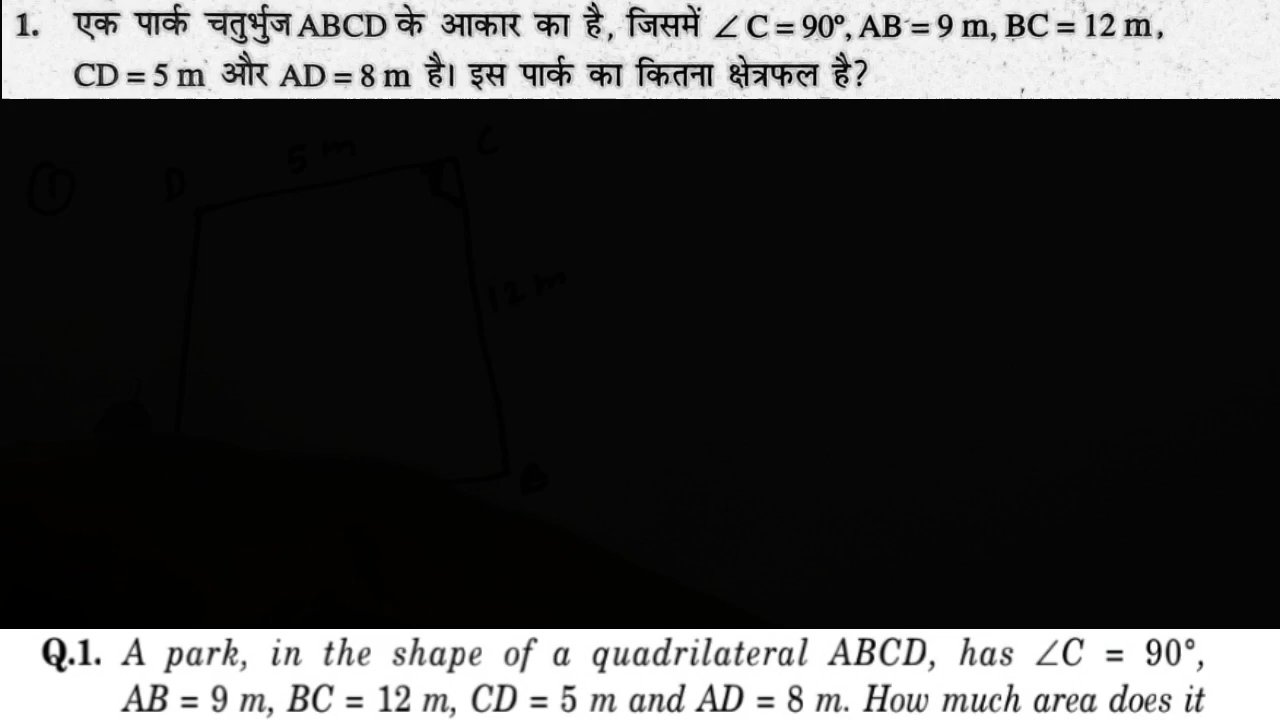 1. एक पार्क चतुर्भुज ABCD के आकार का है, जिसमें ∠C = 90º, AB = 9 m, BC = 12 m,
CD = 5 m और AD = 8 m है। इस पार्क का कितना क्षेत्रफल है?
① D 5 m C
12 m
B
Q.1. A park, in the shape of a quadrilateral ABCD, has ∠C = 90°,
AB = 9 m, BC = 12 m, CD = 5 m and AD = 8 m. How much area does it